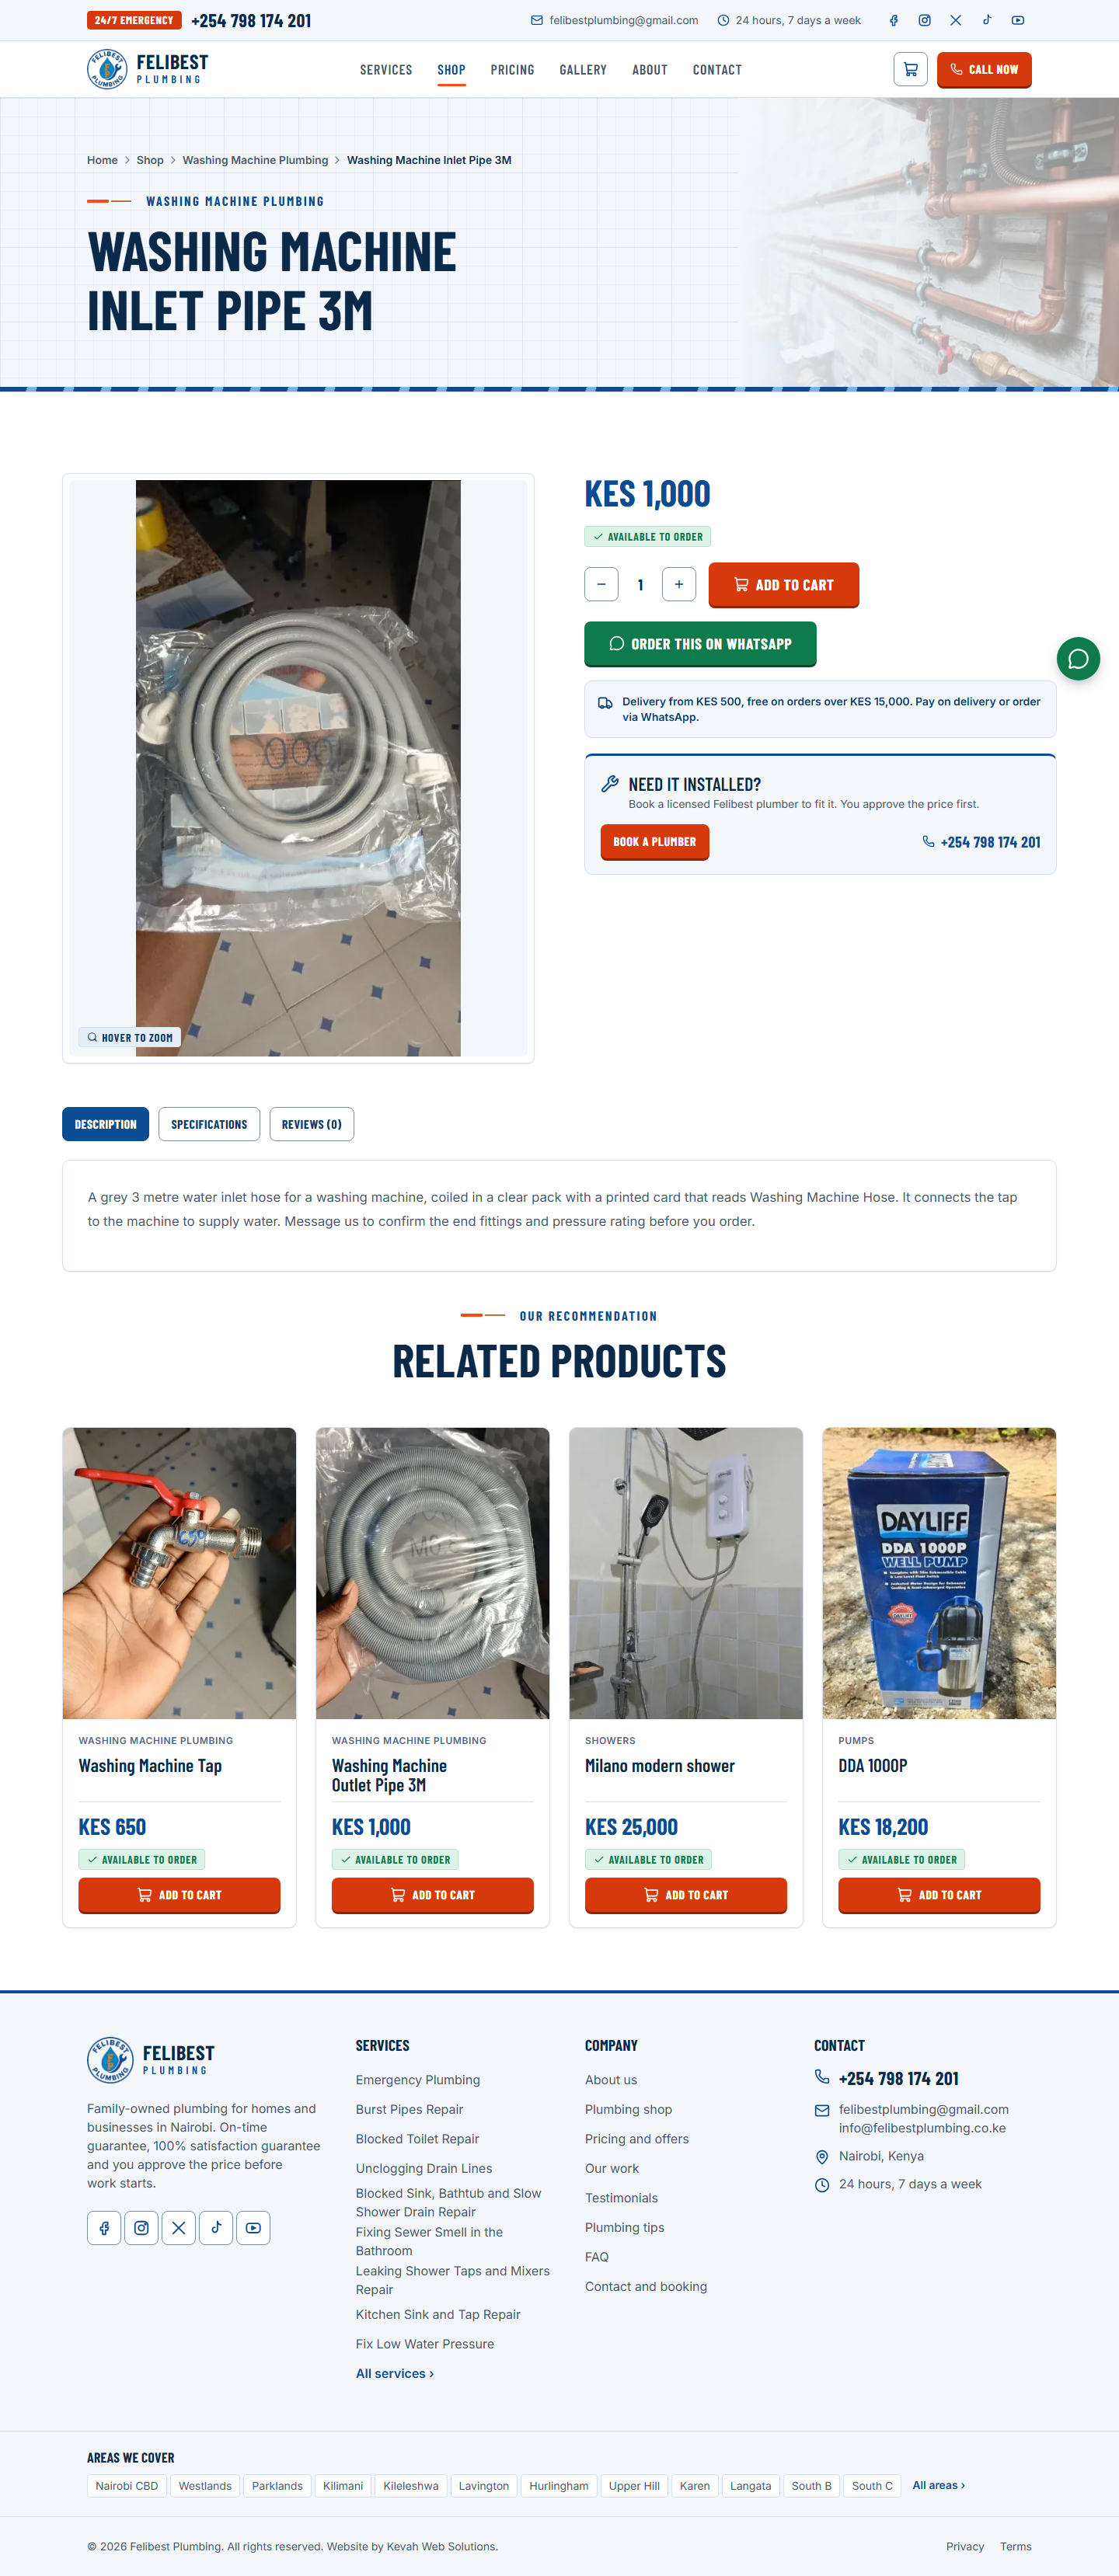 24/7 EMERGENCY +254 798 174 201 felibestplumbing@gmail.com 24 hours, 7 days a week
FELIBEST
PLUMBING
SERVICES SHOP PRICING GALLERY ABOUT CONTACT
CALL NOW
Home > Shop > Washing Machine Plumbing > Washing Machine Inlet Pipe 3M
WASHING MACHINE PLUMBING
WASHING MACHINE
INLET PIPE 3M
KES 1,000
AVAILABLE TO ORDER
− 1 +
ADD TO CART
ORDER THIS ON WHATSAPP
Delivery from KES 500, free on orders over KES 15,000. Pay on delivery or order
via WhatsApp.
NEED IT INSTALLED?
Book a licensed Felibest plumber to fit it. You approve the price first.
BOOK A PLUMBER
+254 798 174 201
HOVER TO ZOOM
DESCRIPTION
SPECIFICATIONS
REVIEWS (0)
A grey 3 metre water inlet hose for a washing machine, coiled in a clear pack with a printed card that reads Washing Machine Hose. It connects the tap
to the machine to supply water. Message us to confirm the end fittings and pressure rating before you order.
OUR RECOMMENDATION
RELATED PRODUCTS
650
DAYLIFF
DDA 1000P
WELL PUMP
WASHING MACHINE PLUMBING
Washing Machine Tap
KES 650
AVAILABLE TO ORDER
ADD TO CART
WASHING MACHINE PLUMBING
Washing Machine
Outlet Pipe 3M
KES 1,000
AVAILABLE TO ORDER
ADD TO CART
SHOWERS
Milano modern shower
KES 25,000
AVAILABLE TO ORDER
ADD TO CART
PUMPS
DDA 1000P
KES 18,200
AVAILABLE TO ORDER
ADD TO CART
FELIBEST
PLUMBING
Family-owned plumbing for homes and
businesses in Nairobi. On-time
guarantee, 100% satisfaction guarantee
and you approve the price before
work starts.
SERVICES
Emergency Plumbing
Burst Pipes Repair
Blocked Toilet Repair
Unclogging Drain Lines
Blocked Sink, Bathtub and Slow
Shower Drain Repair
Fixing Sewer Smell in the
Bathroom
Leaking Shower Taps and Mixers
Repair
Kitchen Sink and Tap Repair
Fix Low Water Pressure
All services ›
COMPANY
About us
Plumbing shop
Pricing and offers
Our work
Testimonials
Plumbing tips
FAQ
Contact and booking
CONTACT
+254 798 174 201
felibestplumbing@gmail.com
info@felibestplumbing.co.ke
Nairobi, Kenya
24 hours, 7 days a week
AREAS WE COVER
Nairobi CBD Westlands Parklands Kilimani Kileleshwa Lavington Hurlingham Upper Hill Karen Langata South B South C All areas ›
© 2026 Felibest Plumbing. All rights reserved. Website by Kevah Web Solutions.
Privacy Terms